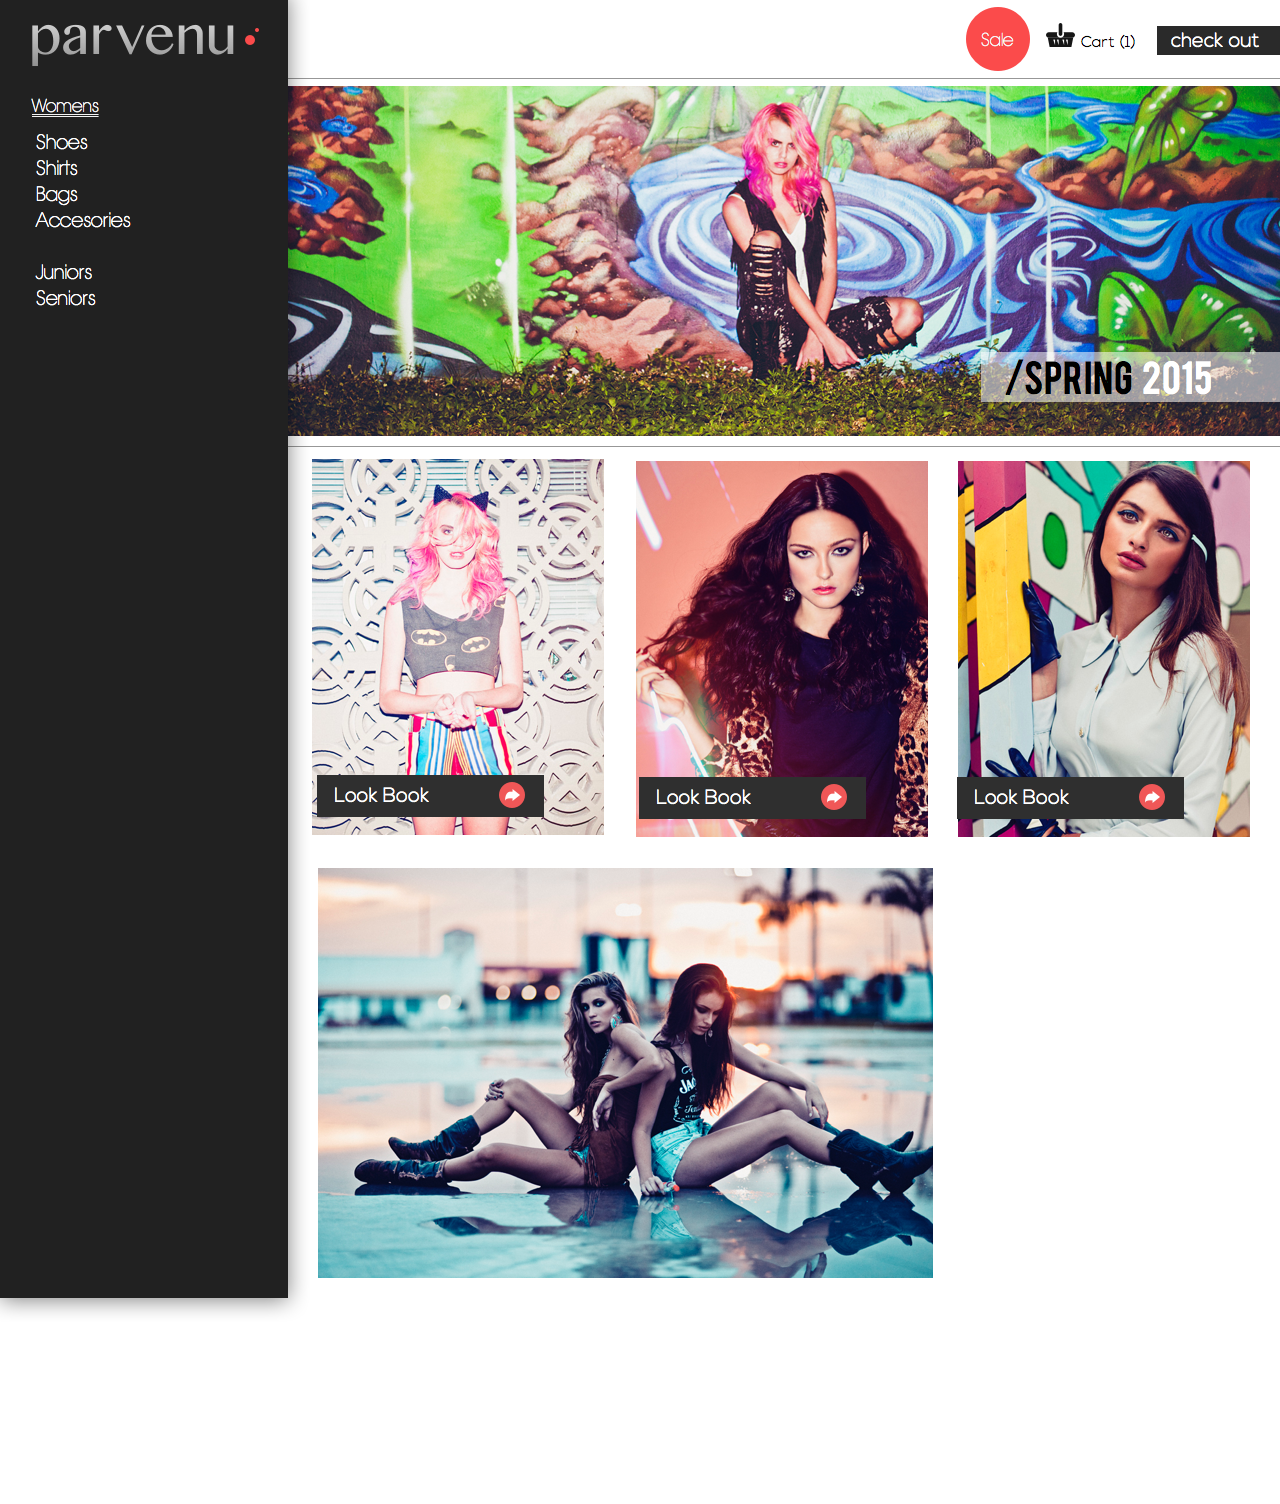 parvenu
Sale
Cart (1)
check out
Womens
Shoes
Shirts
Bags
Accesories
Juniors
Seniors
/SPRING 2015
Look Book
Look Book
Look Book